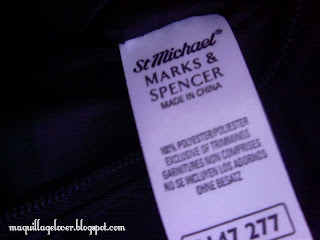 St Michael
MARKS &
SPENCER
MADE IN CHINA
100% POLYESTER/POLIESTER
EXCLUSIVE OF TRIMMINGS
GARNITURES NON COMPRISES
NO SE INCLUYEN LOS ADORNOS
OHNE BESATZ
147 277
maquillagelover.blogspot.com